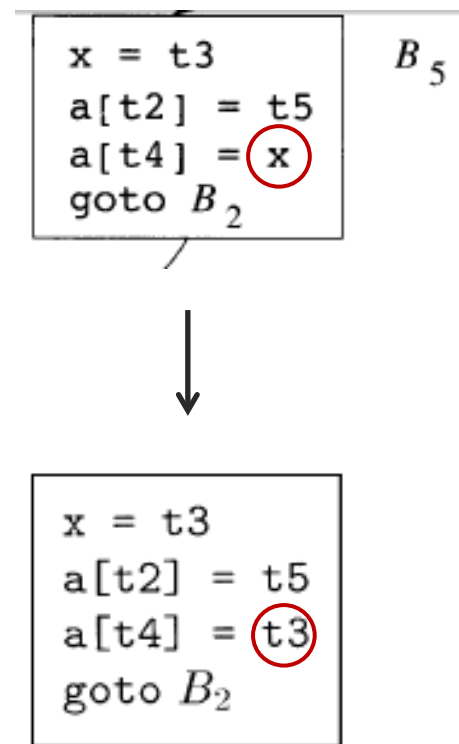 x = t3 B5
a[t2] = t5
a[t4] = x
goto B2
x = t3
a[t2] = t5
a[t4] = t3
goto B2